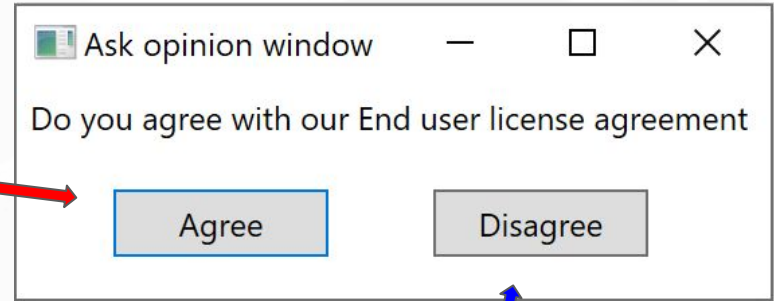 Ask opinion window
Do you agree with our End user license agreement
Agree
Disagree